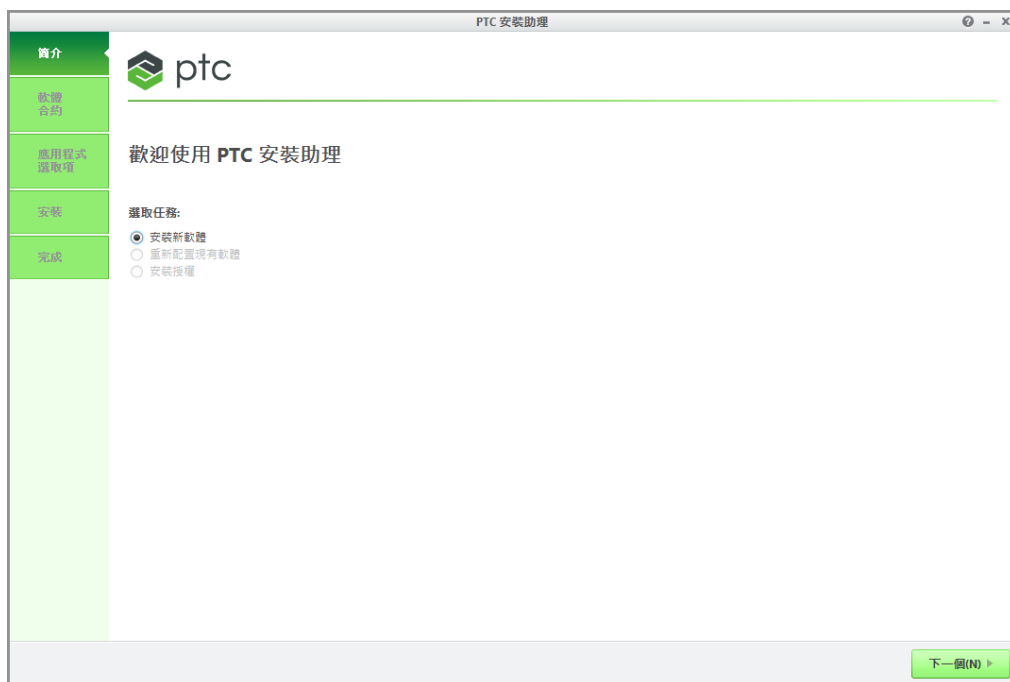 PTC 安裝助理
簡介
ptc
軟體
合約
應用程式
選取項
安裝
完成
歡迎使用 PTC 安裝助理
選取任務:
安裝新軟體
重新配置現有軟體
安裝授權
下一個(N)